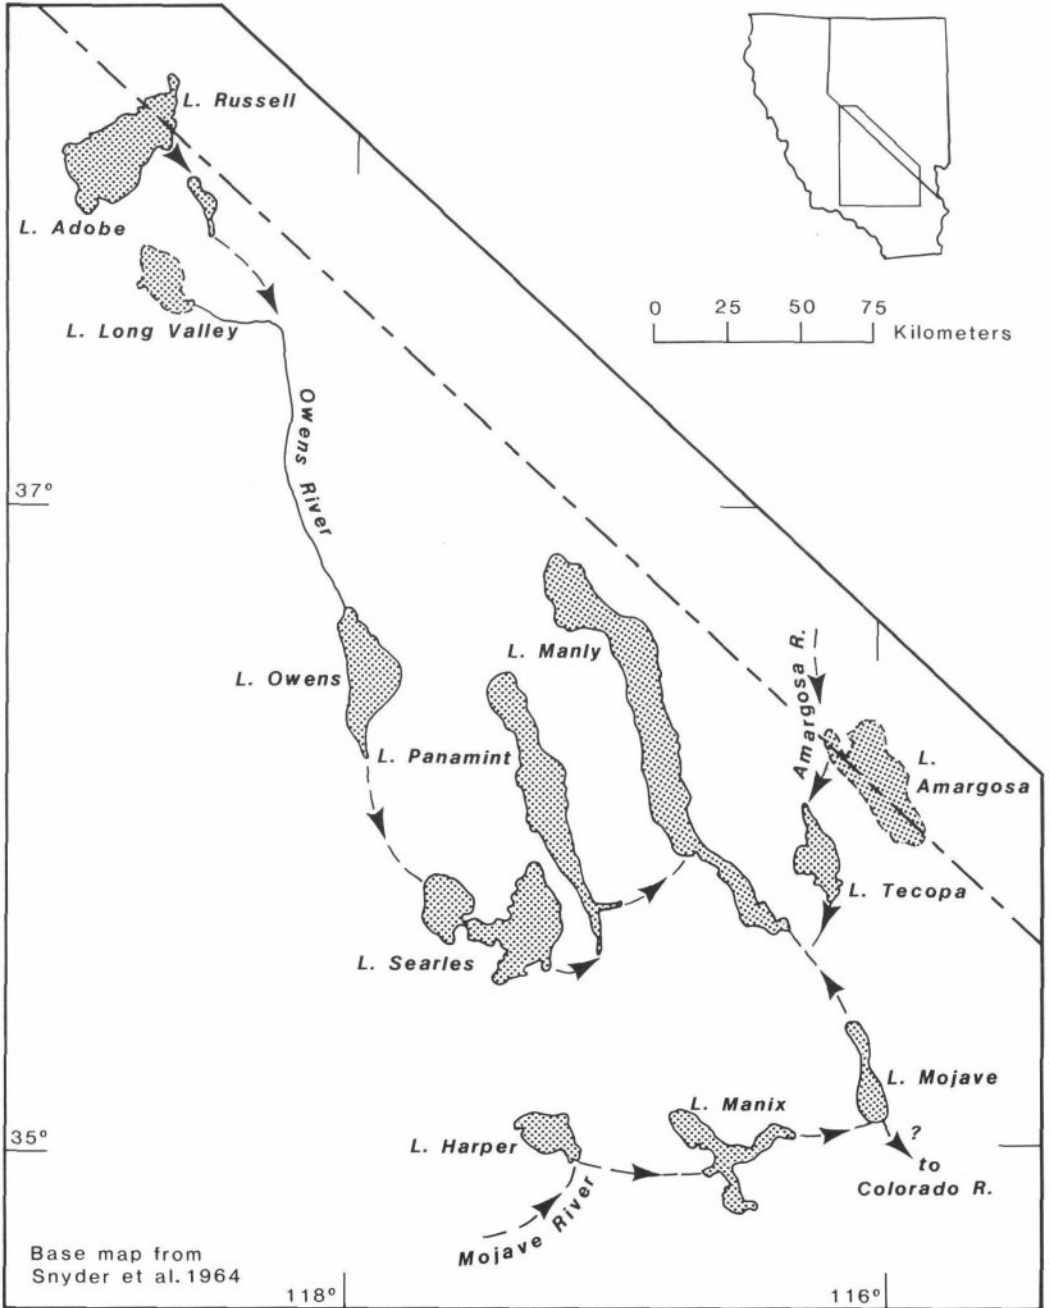 L. Russell
L. Adobe
L. Long Valley
0 25 50 75
Kilometers
Owens River
37°
L. Manly
L. Owens
Amargosa R.
L. Panamint
L.
Amargosa
L. Tecopa
L. Searles
L. Mojave
L. Manix
35°
L. Harper
?
to
Colorado R.
Mojave River
Base map from
Snyder et al. 1964
118°
116°